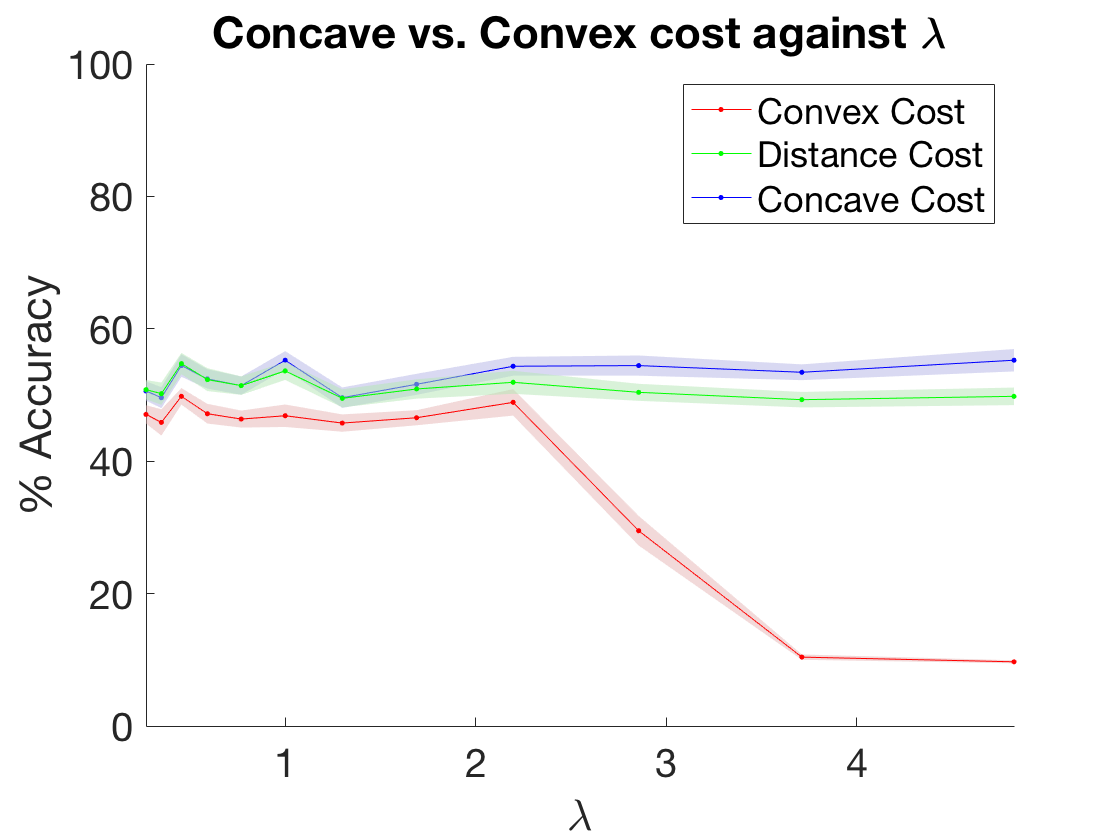 Concave vs. Convex cost against λ
100
80
60
40
20
0
% Accuracy
Convex Cost
Distance Cost
Concave Cost
1 2 3 4
λ